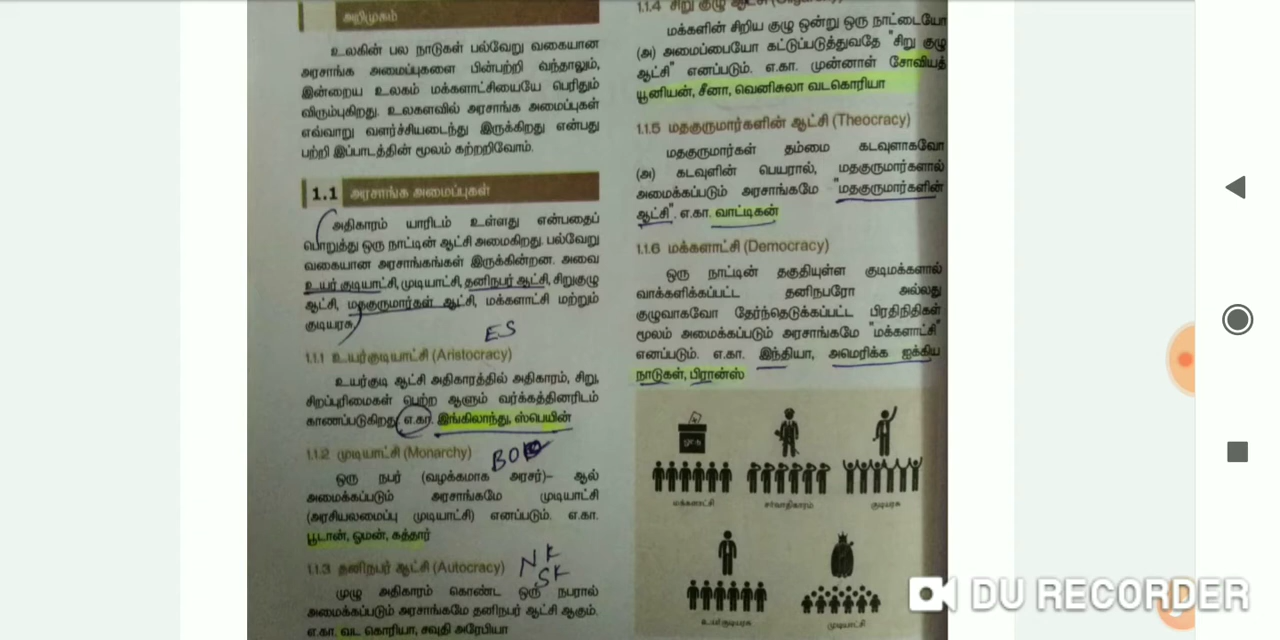 அறிமுகம்
உலகின் பல நாடுகள் பல்வேறு வகையான
அரசாங்க அமைப்புகளை பின்பற்றி வந்தாலும்,
இன்றைய உலகம் மக்களாட்சியையே பெரிதும்
விரும்புகிறது. உலகளவில் அரசாங்க அமைப்புகள்
எவ்வாறு வளர்ச்சியடைந்து இருக்கிறது என்பது
பற்றி இப்பாடத்தின் மூலம் கற்றறிவோம்.
1.1 அரசாங்க அமைப்புகள்
அதிகாரம் யாரிடம் உள்ளது என்பதைப்
பொறுத்து ஒரு நாட்டின் ஆட்சி அமைகிறது. பல்வேறு
வகையான அரசாங்கங்கள் இருக்கின்றன. அவை
உயர் குடியாட்சி, முடியாட்சி, தனிநபர் ஆட்சி, சிறுகுழு
ஆட்சி, மதகுருமார்கள் ஆட்சி, மக்களாட்சி மற்றும்
குடியரசு
ES
1.1.1 உயர்குடியாட்சி (Aristocracy)
உயர்குடி ஆட்சி அதிகாரத்தில் அதிகாரம், சிறு,
சிறப்புரிமைகள் பெற்ற ஆளும் வர்க்கத்தினரிடம்
காணப்படுகிறது. எ.கா. இங்கிலாந்து, ஸ்பெயின்
1.1.2 முடியாட்சி (Monarchy)
BO
ஒரு நபர் (வழக்கமாக அரசர்)– ஆல்
அமைக்கப்படும் அரசாங்கமே முடியாட்சி
(அரசியலமைப்பு முடியாட்சி) எனப்படும். எ.கா.
பூடான், ஓமன், கத்தார்
1.1.3 தனிநபர் ஆட்சி (Autocracy)
NK
SK
முழு அதிகாரம் கொண்ட ஒரு நபரால்
அமைக்கப்படும் அரசாங்கமே தனிநபர் ஆட்சி ஆகும்.
எ.கா. வட கொரியா, சவுதி அரேபியா
1.1.4 சிறு குழு ஆட்சி
மக்களின் சிறிய குழு ஒன்று ஒரு நாட்டையோ
(அ) அமைப்பையோ கட்டுப்படுத்துவதே "சிறு குழு
ஆட்சி" எனப்படும். எ.கா. முன்னாள் சோவியத்
யூனியன், சீனா, வெனிசுலா வடகொரியா
1.1.5 மதகுருமார்களின் ஆட்சி (Theocracy)
மதகுருமார்கள் தம்மை கடவுளாகவோ
(அ) கடவுளின் பெயரால், மதகுருமார்களால்
அமைக்கப்படும் அரசாங்கமே "மதகுருமார்களின்
ஆட்சி". எ.கா. வாட்டிகன்
1.1.6 மக்களாட்சி (Democracy)
ஒரு நாட்டின் தகுதியுள்ள குடிமக்களால்
வாக்களிக்கப்பட்ட தனிநபரோ அல்லது
குழுவாகவோ தேர்ந்தெடுக்கப்பட்ட பிரதிநிதிகள்
மூலம் அமைக்கப்படும் அரசாங்கமே "மக்களாட்சி"
எனப்படும். எ.கா. இந்தியா, அமெரிக்க ஐக்கிய
நாடுகள், பிரான்ஸ்
மக்களாட்சி சர்வாதிகாரம் குடியரசு
உயர்குடியரசு முடியாட்சி
DU RECORDER